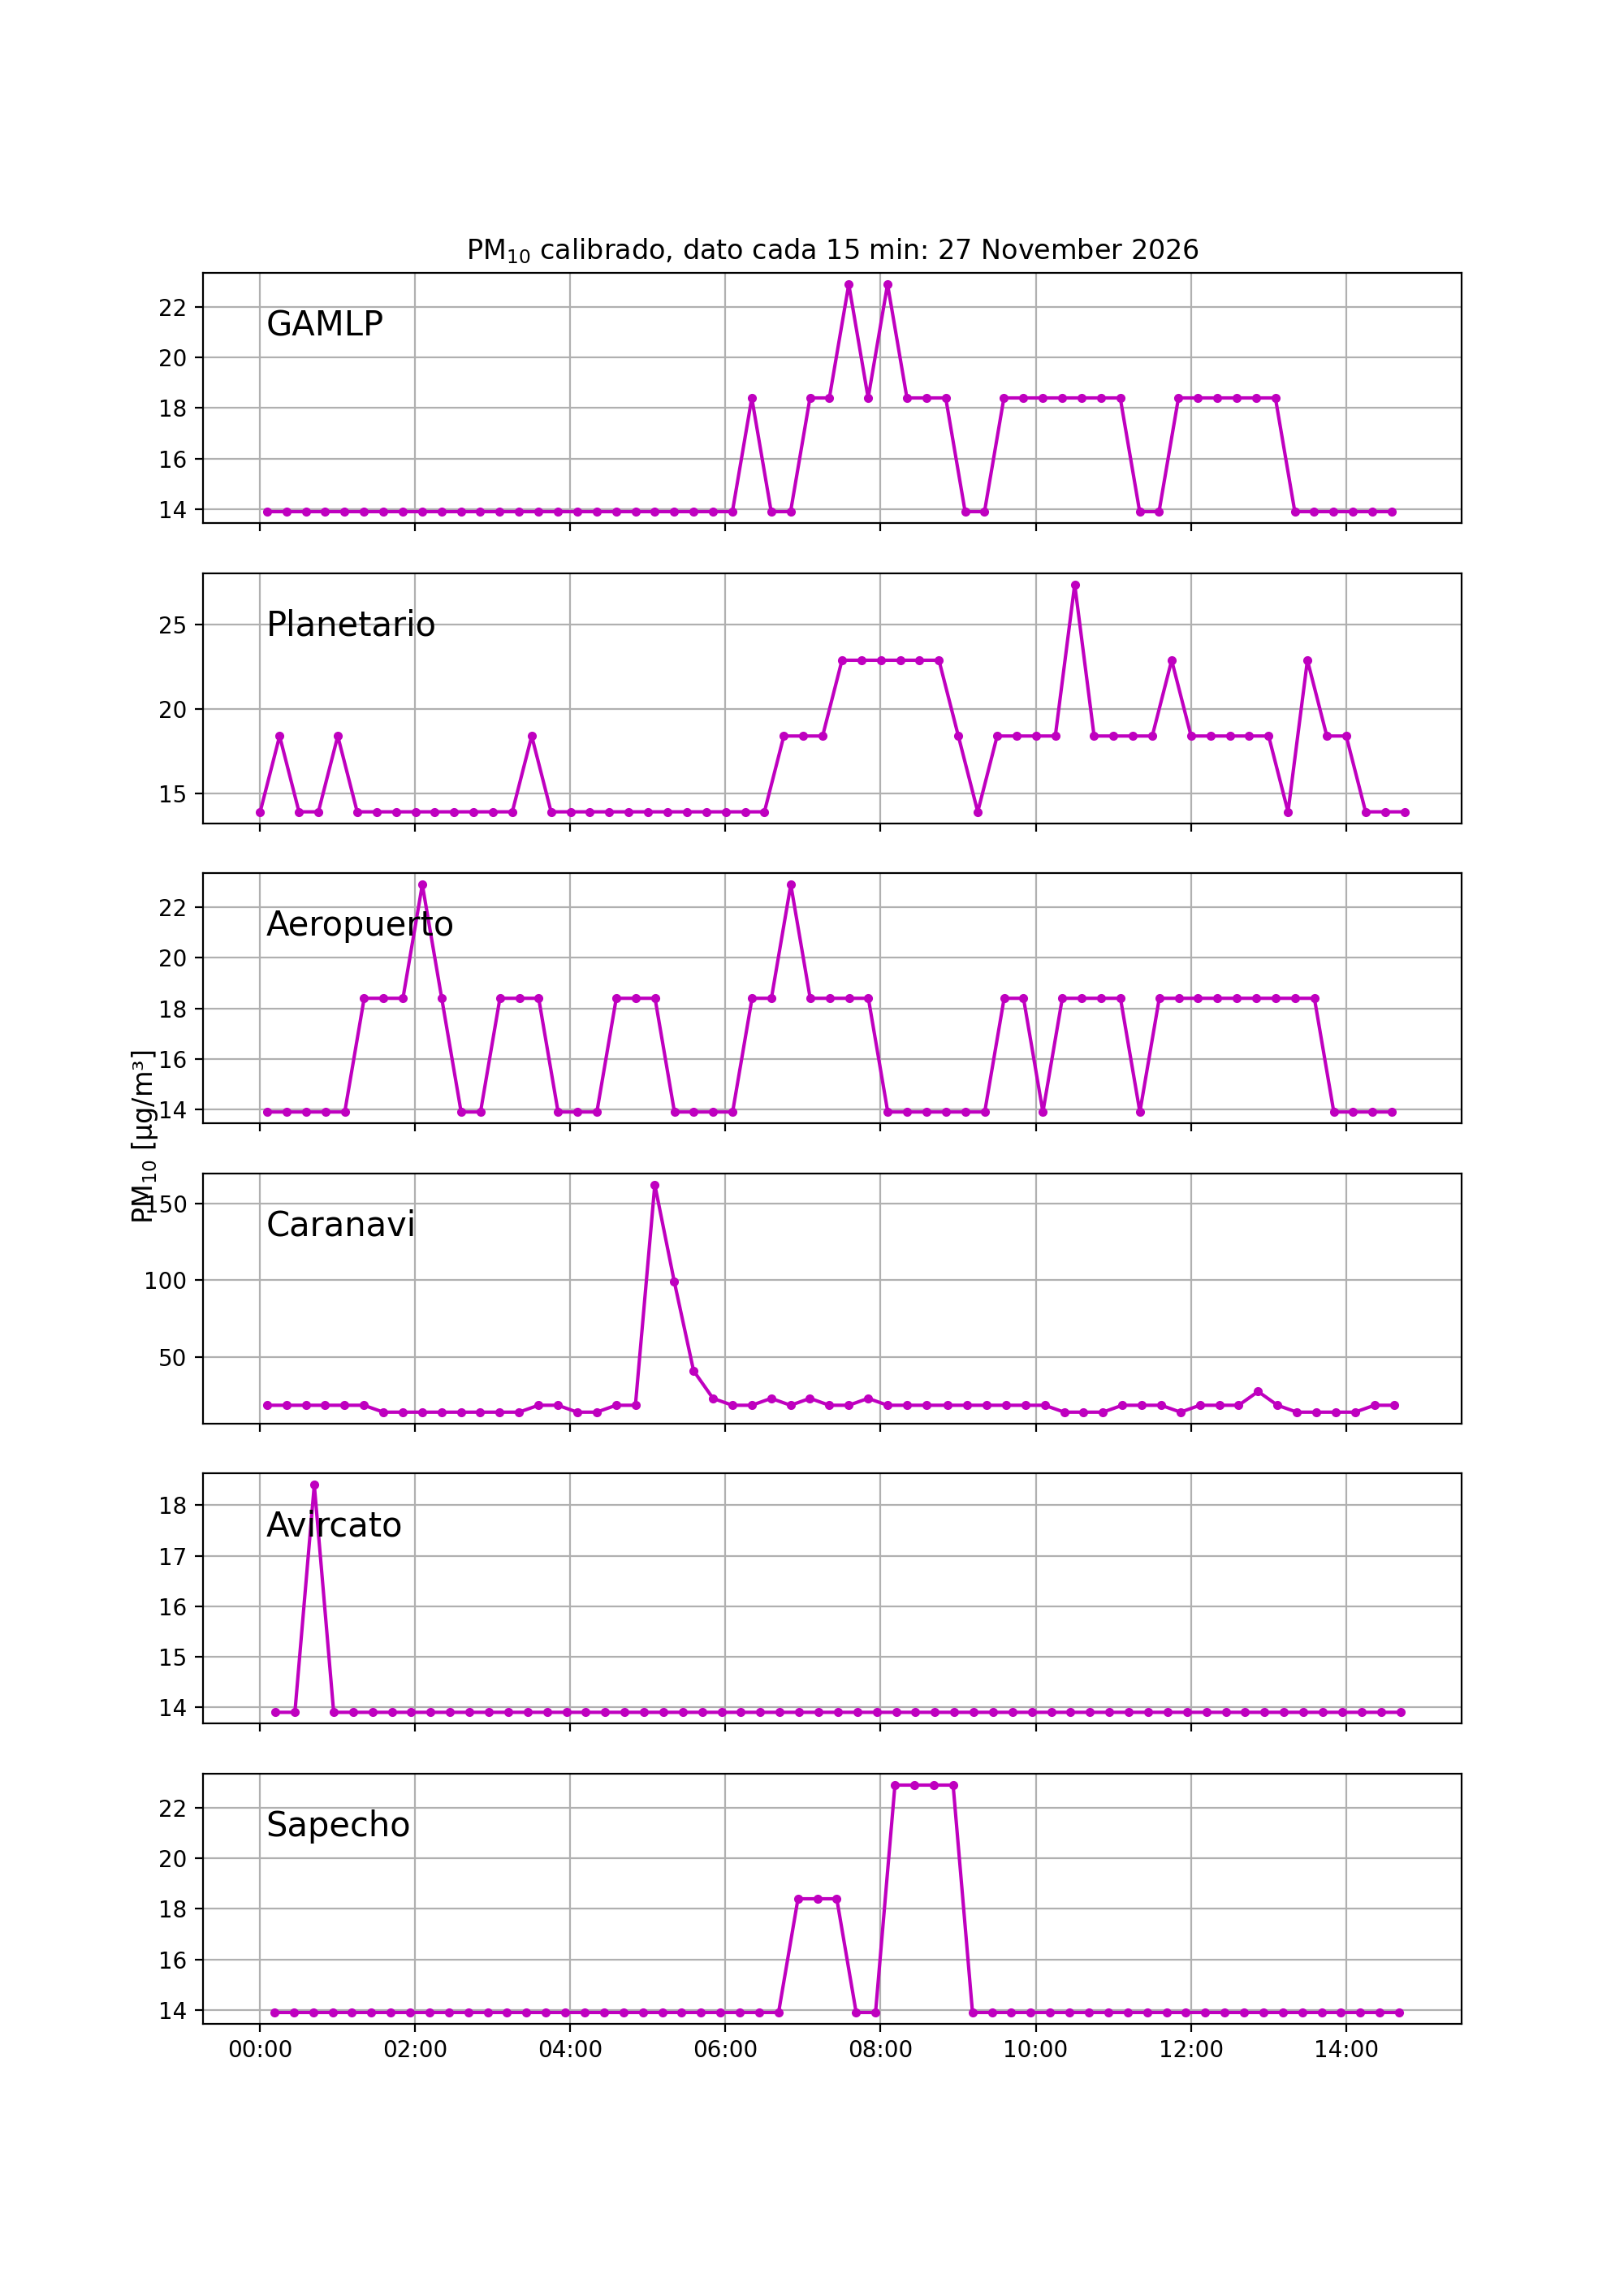 PM₁₀ calibrado, dato cada 15 min: 27 November 2026
GAMLP
22
20
18
16
14
Planetario
25
20
15
Aeropuerto
22
20
18
16
14
PM₁₀ [µg/m³]
Caranavi
150
100
50
Avircato
18
17
16
15
14
Sapecho
22
20
18
16
14
00:00 02:00 04:00 06:00 08:00 10:00 12:00 14:00